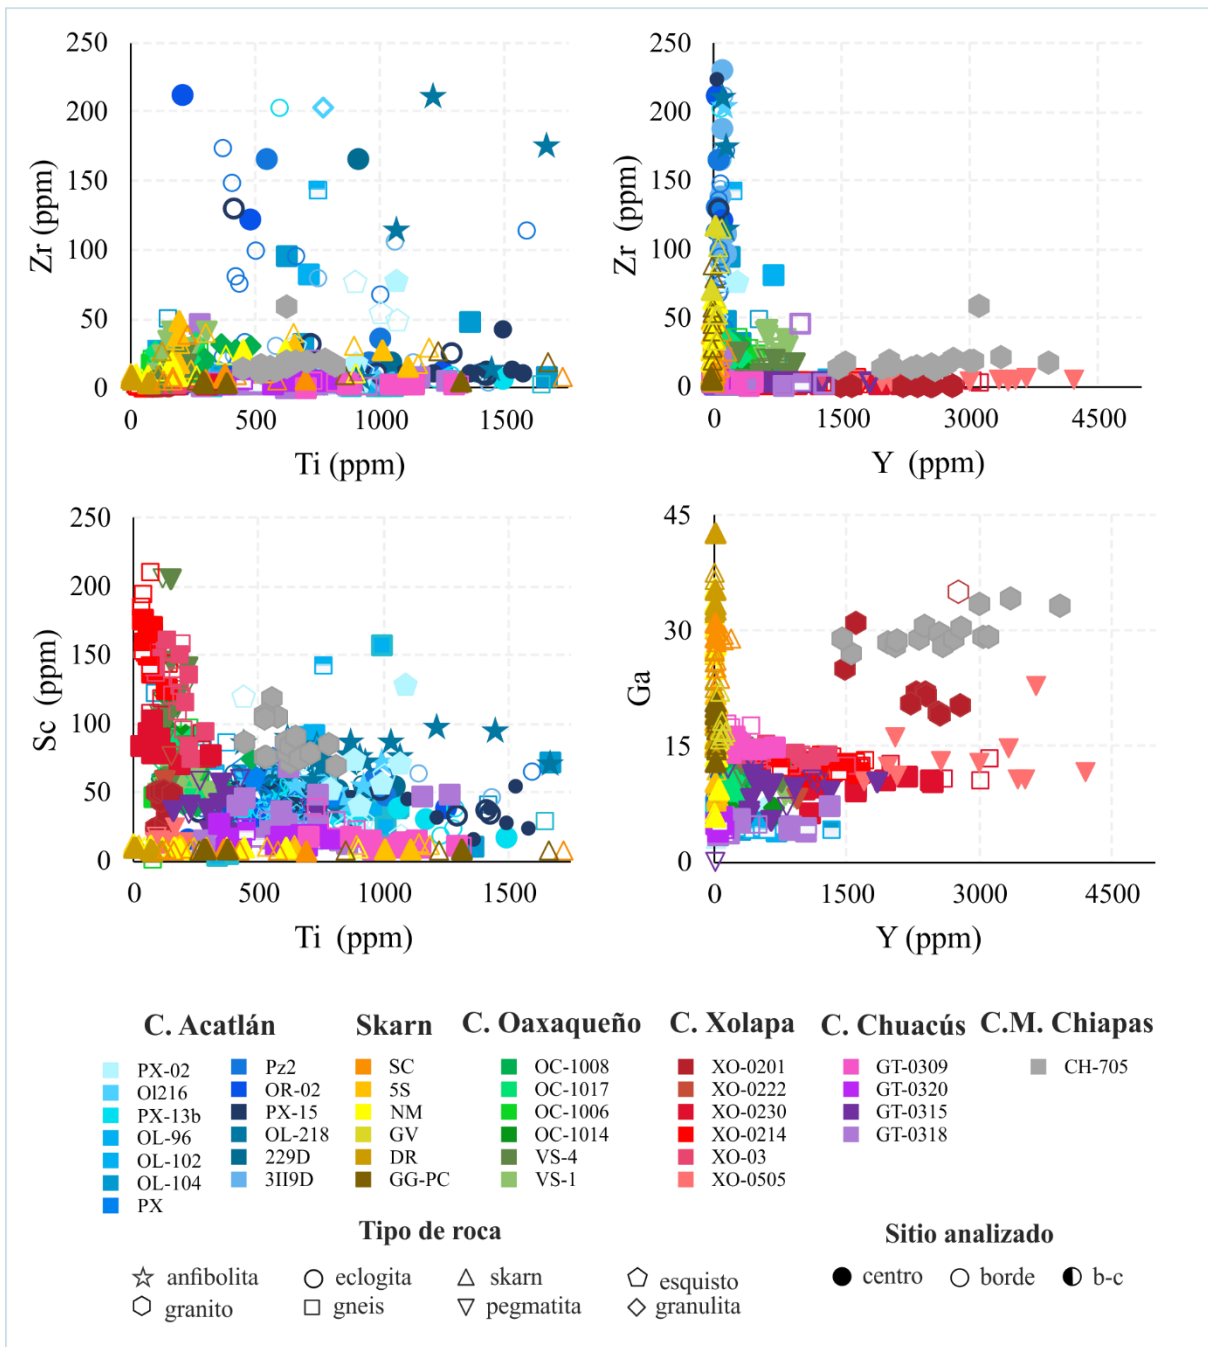 250
200
150
100
50
0
Zr (ppm)
0 500 1000 1500
Ti (ppm)
250
200
150
100
50
0
Zr (ppm)
0 1500 3000 4500
Y (ppm)
250
200
150
100
50
0
Sc (ppm)
0 500 1000 1500
Ti (ppm)
45
30
15
0
Ga
0 1500 3000 4500
Y (ppm)
C. Acatlán Skarn C. Oaxaqueño C. Xolapa C. Chuacús C.M. Chiapas
PX-02 Pz2 SC OC-1008 XO-0201 GT-0309 CH-705
Ol216 OR-02 5S OC-1017 XO-0222 GT-0320
PX-13b PX-15 NM OC-1006 XO-0230 GT-0315
OL-96 OL-218 GV OC-1014 XO-0214 GT-0318
OL-102 229D DR VS-4 XO-03
OL-104 3II9D GG-PC VS-1 XO-0505
PX
Tipo de roca Sitio analizado
anfibolita eclogita skarn esquisto centro borde b-c
granito gneis pegmatita granulita